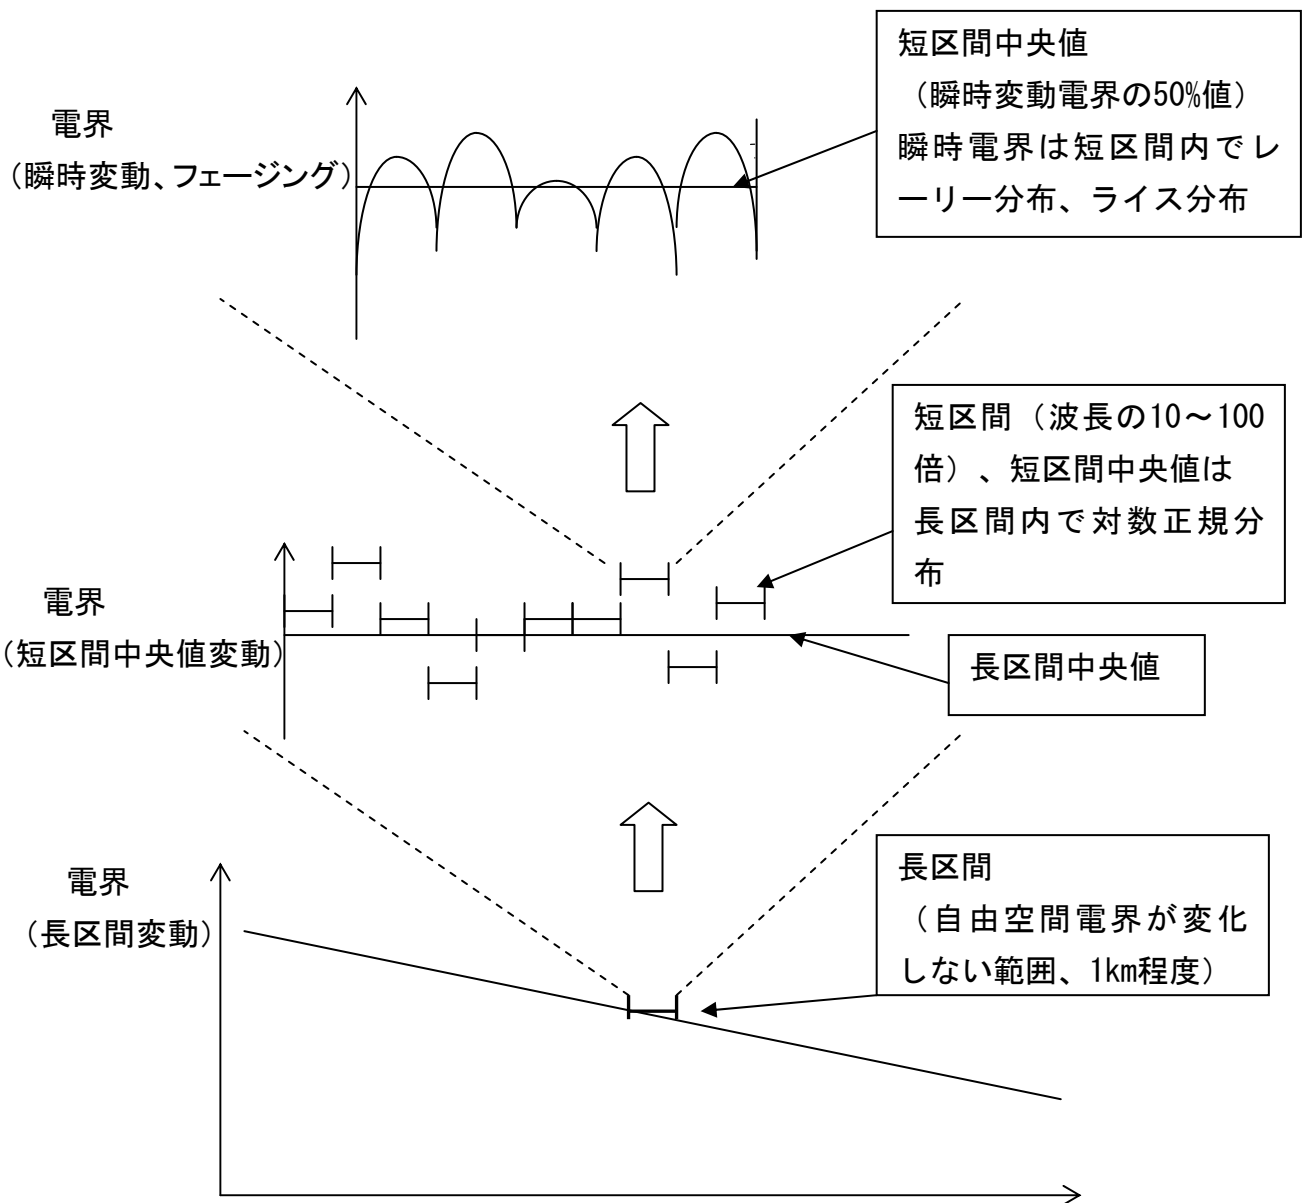 短区間中央値
（瞬時変動電界の50%値）
瞬時電界は短区間内でレ
ーリー分布、ライス分布
電界
（瞬時変動、フェージング）
短区間（波長の10～100
倍）、短区間中央値は
長区間内で対数正規分
布
電界
（短区間中央値変動）
長区間中央値
長区間
（自由空間電界が変化
しない範囲、1km程度）
電界
（長区間変動）